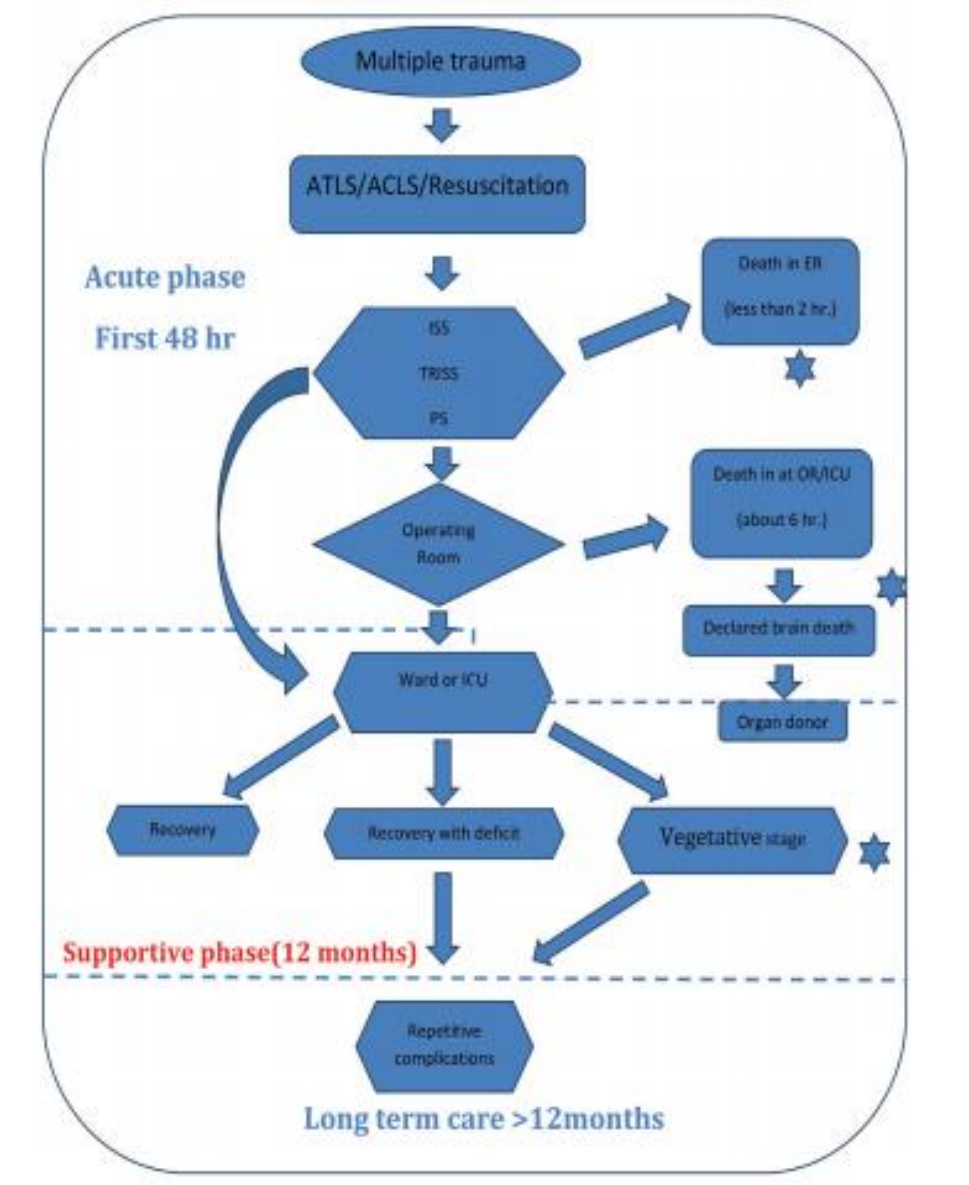 Multiple trauma
ATLS/ACLS/Resuscitation
Acute phase
First 48 hr
Death in ER
(less than 2 hr.)
ISS
TRISS
PS
Death in at OR/ICU
(about 6 hr.)
Operating
Room
Declared brain death
Ward or ICU
Organ donor
Recovery
Recovery with deficit
Vegetative stage
Supportive phase(12 months)
Repetitive
complications
Long term care >12months